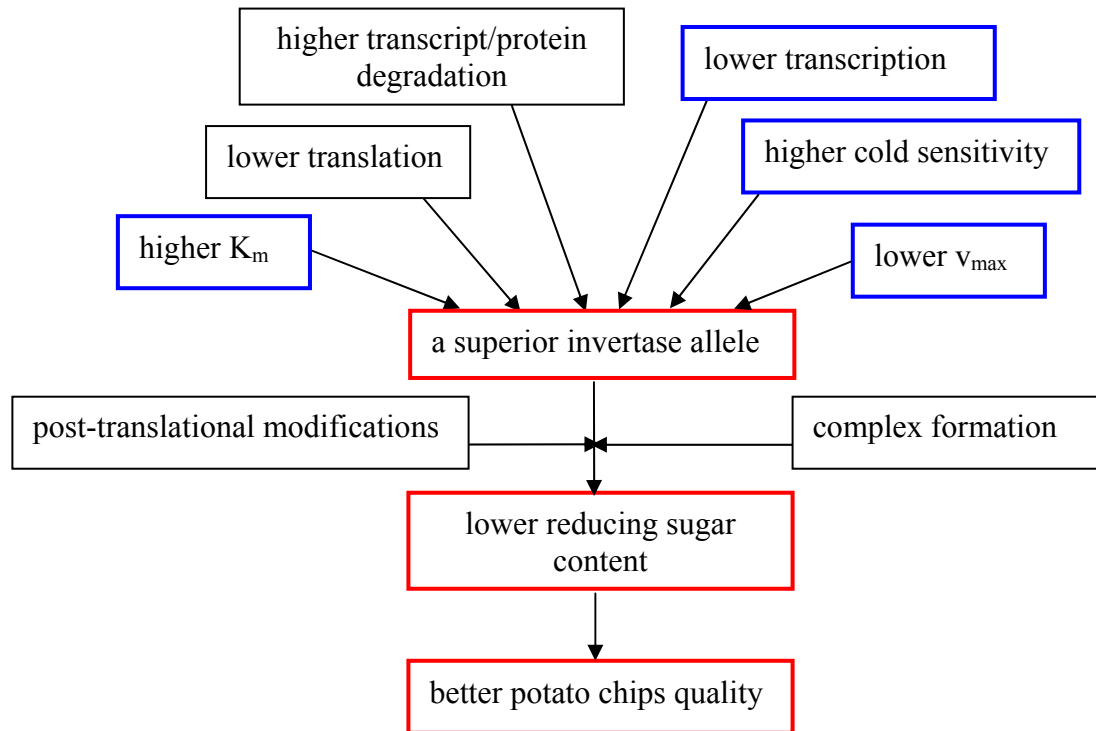 higher transcript/protein
degradation
lower transcription
lower translation
higher cold sensitivity
higher Km
lower vmax
a superior invertase allele
post-translational modifications
complex formation
lower reducing sugar
content
better potato chips quality